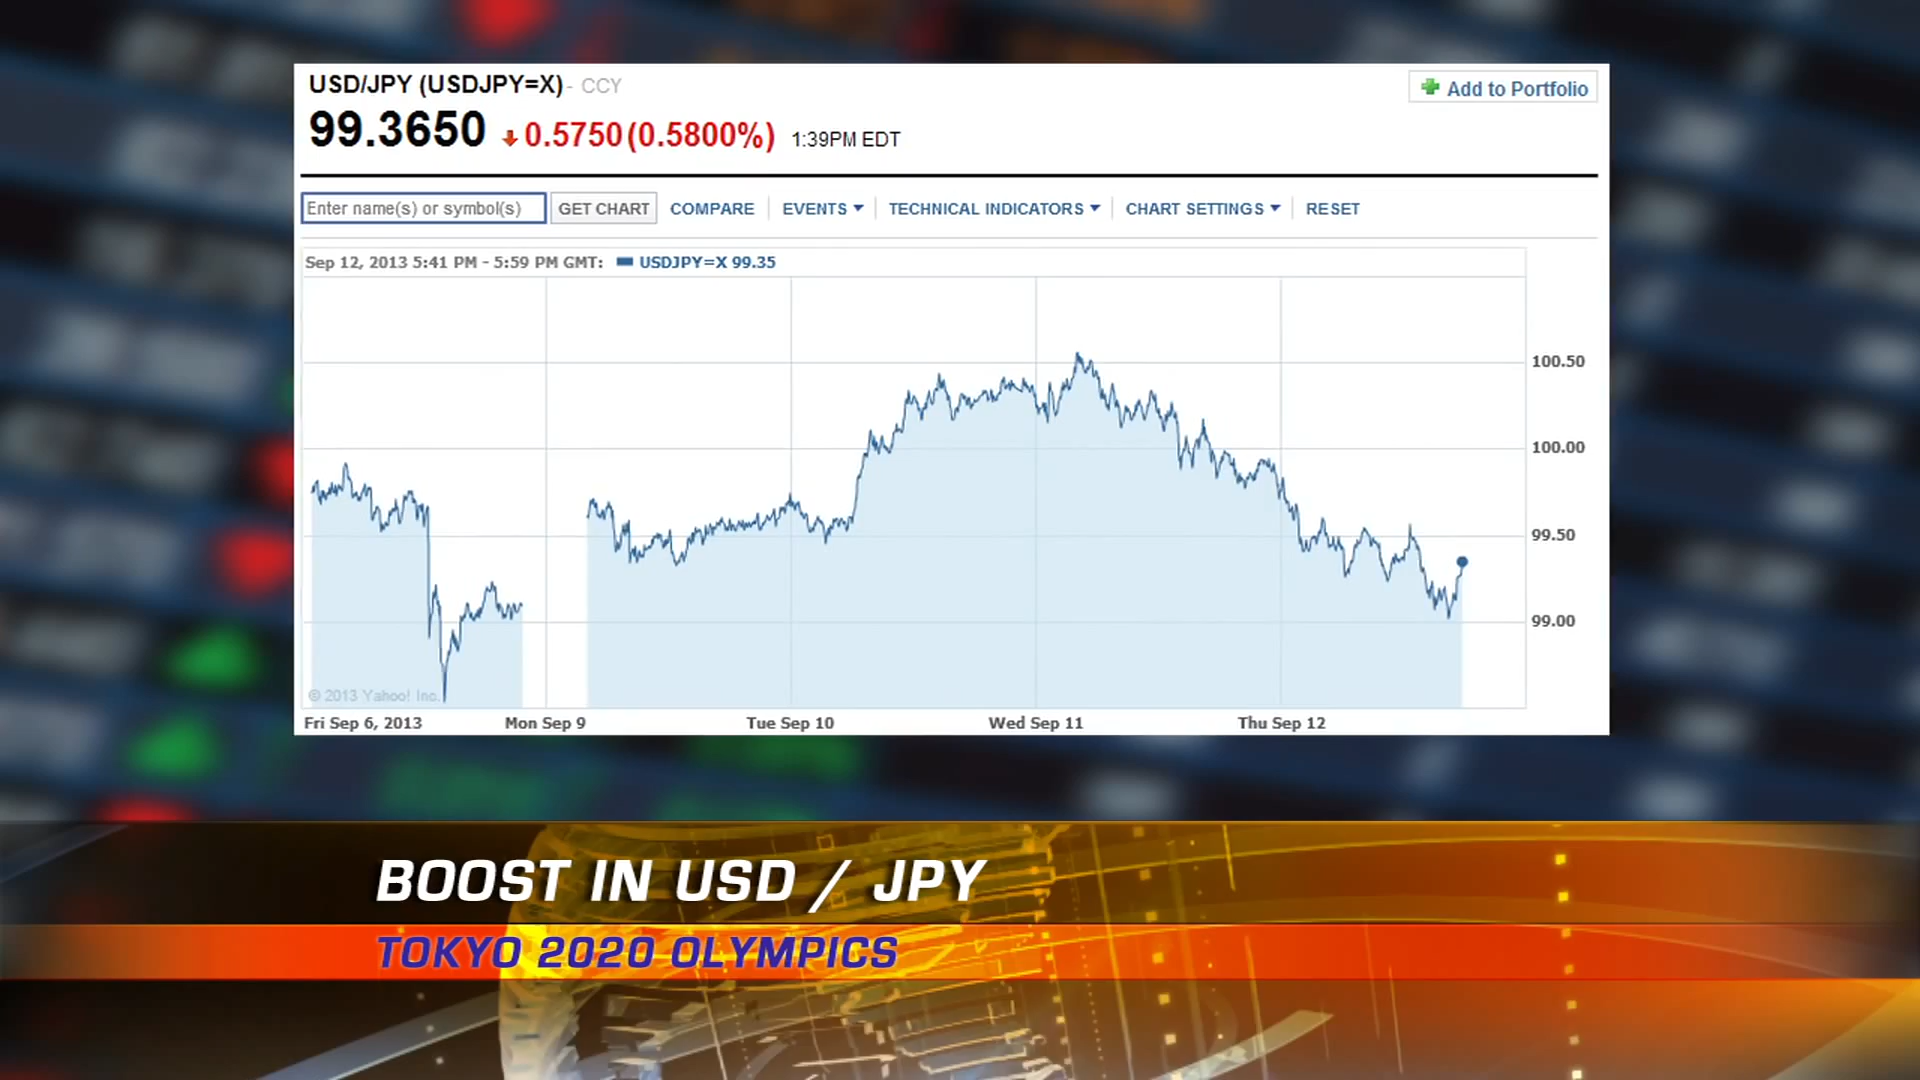 USD/JPY (USDJPY=X) - CCY
Add to Portfolio
99.3650 0.5750 (0.5800%) 1:39PM EDT
Enter name(s) or symbol(s) GET CHART COMPARE EVENTS TECHNICAL INDICATORS CHART SETTINGS RESET
Sep 12, 2013 5:41 PM - 5:59 PM GMT: USDJPY=X 99.35
100.50
100.00
99.50
99.00
© 2013 Yahoo! Inc.
Fri Sep 6, 2013 Mon Sep 9 Tue Sep 10 Wed Sep 11 Thu Sep 12
BOOST IN USD / JPY
TOKYO 2020 OLYMPICS